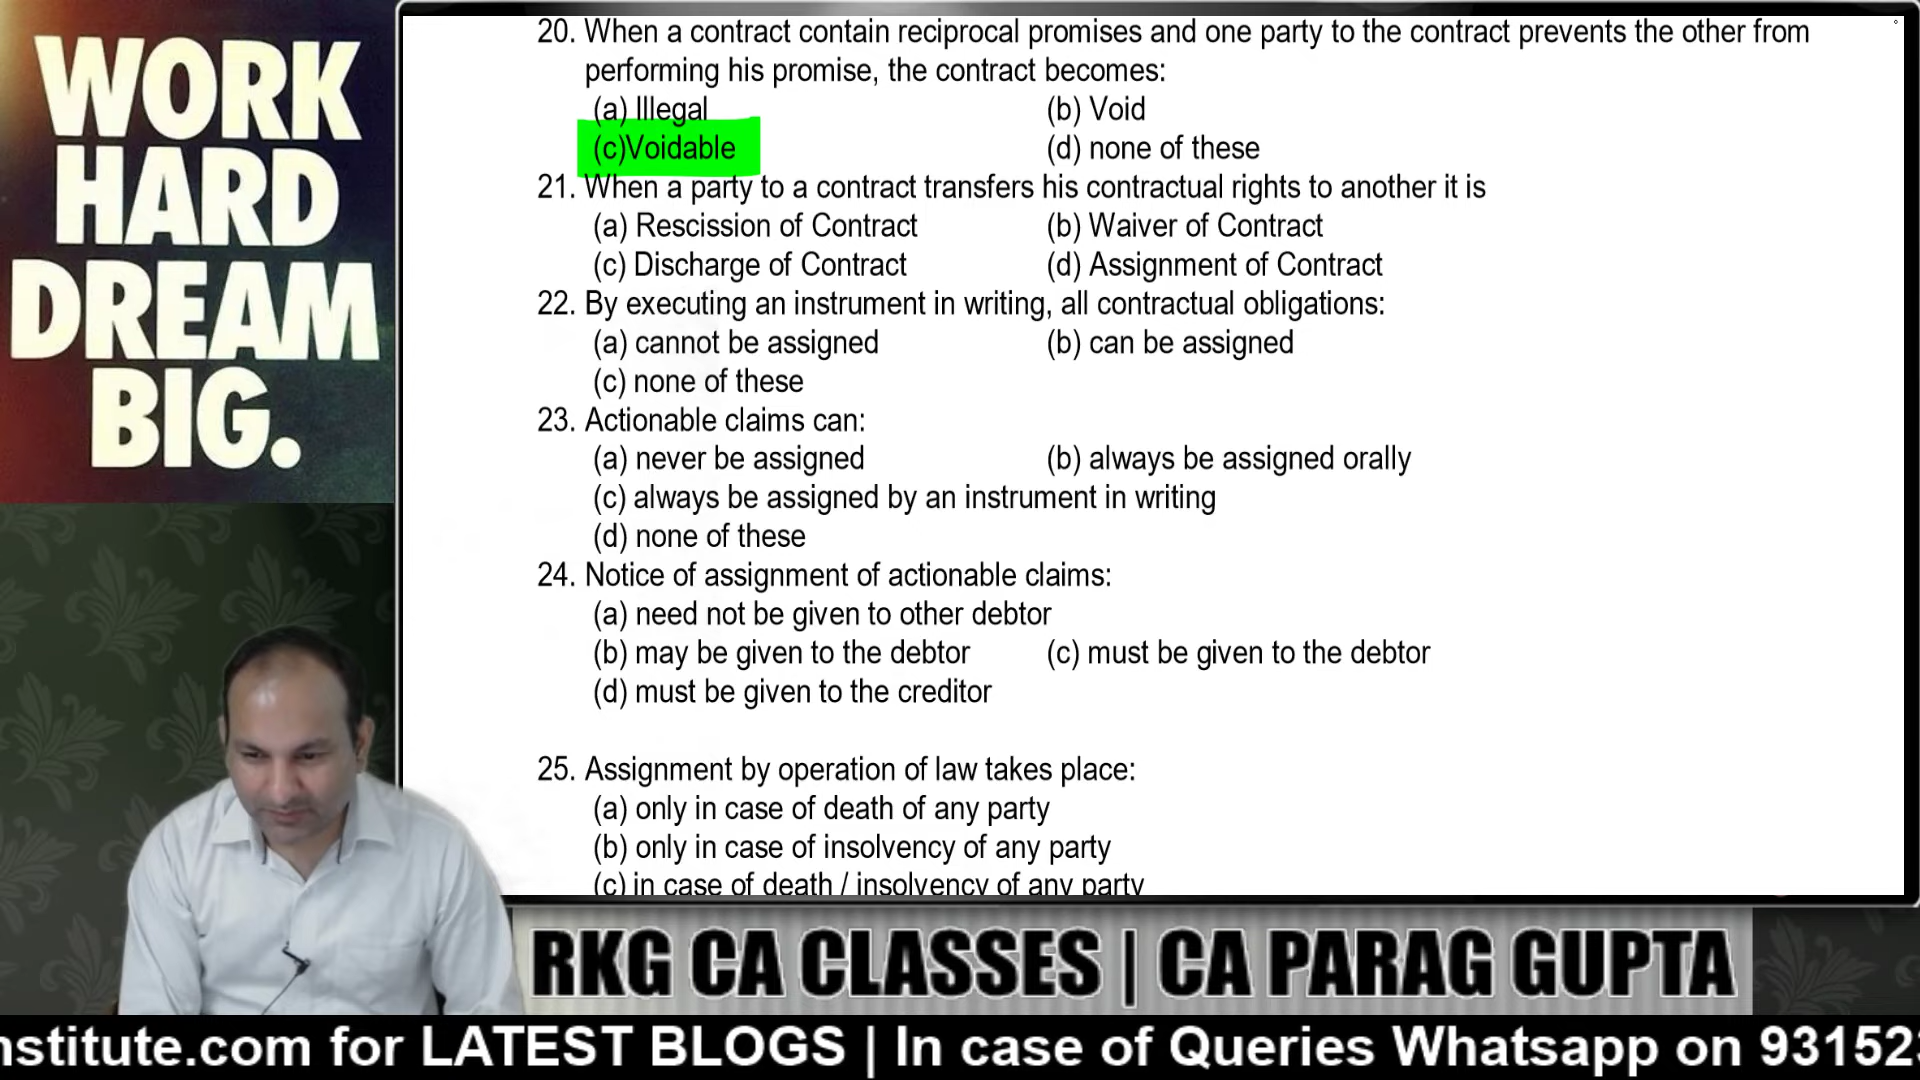 WORK
HARD
DREAM
BIG.
20. When a contract contain reciprocal promises and one party to the contract prevents the other from
performing his promise, the contract becomes:
(a) Illegal (b) Void
(c)Voidable (d) none of these
21. When a party to a contract transfers his contractual rights to another it is
(a) Rescission of Contract (b) Waiver of Contract
(c) Discharge of Contract (d) Assignment of Contract
22. By executing an instrument in writing, all contractual obligations:
(a) cannot be assigned (b) can be assigned
(c) none of these
23. Actionable claims can:
(a) never be assigned (b) always be assigned orally
(c) always be assigned by an instrument in writing
(d) none of these
24. Notice of assignment of actionable claims:
(a) need not be given to other debtor
(b) may be given to the debtor (c) must be given to the debtor
(d) must be given to the creditor
25. Assignment by operation of law takes place:
(a) only in case of death of any party
(b) only in case of insolvency of any party
(c) in case of death / insolvency of any party
RKG CA CLASSES | CA PARAG GUPTA
nstitute.com for LATEST BLOGS | In case of Queries Whatsapp on 93152